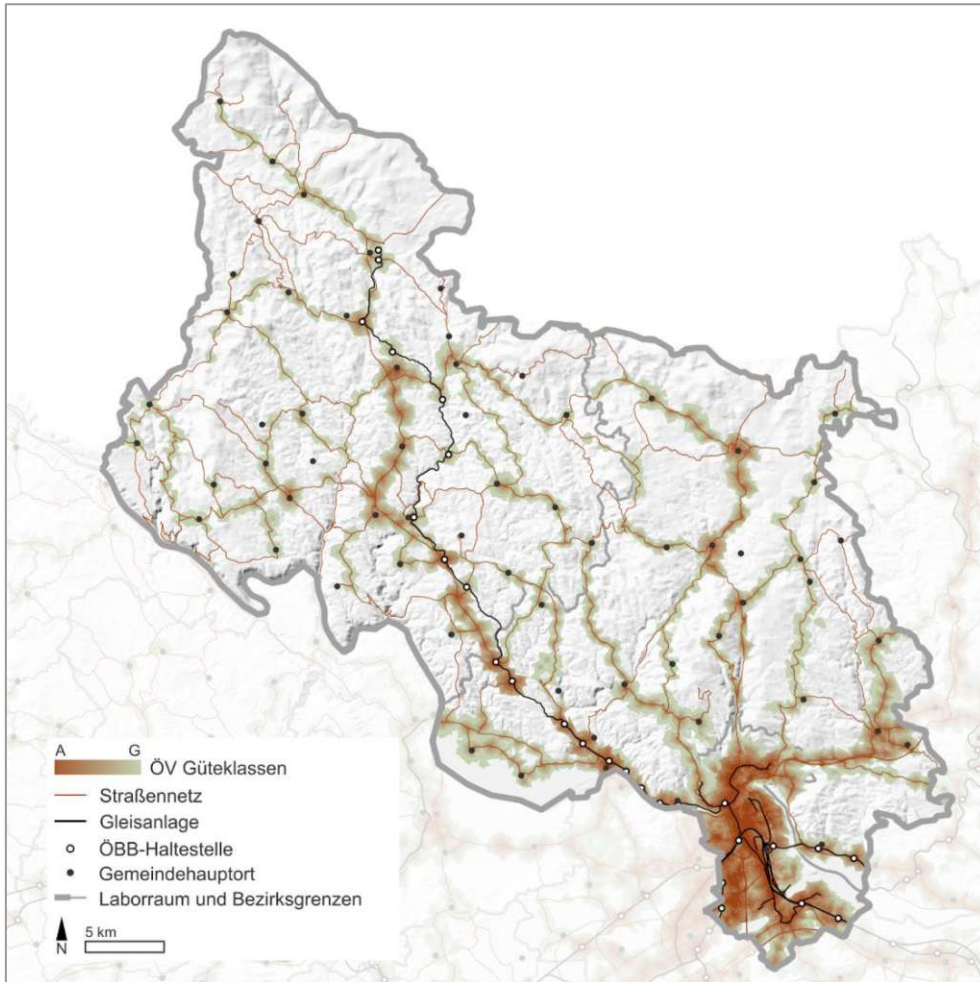 A G
ÖV Güteklassen
Straßennetz
Gleisanlage
ÖBB-Haltestelle
Gemeindehauptort
Laborraum und Bezirksgrenzen
N 5 km